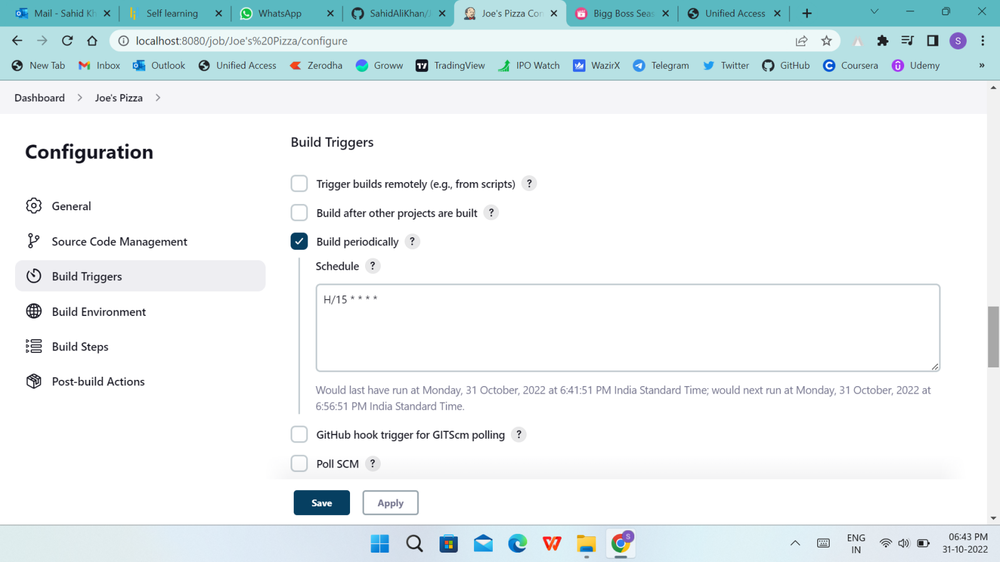 Mail - Sahid Kh
Self learning
WhatsApp
SahidAliKhan/J
Joe's Pizza Con
Bigg Boss Seas
Unified Access
localhost:8080/job/Joe's%20Pizza/configure
S
New Tab
Inbox
Outlook
Unified Access
Zerodha
Groww
TradingView
IPO Watch
WazirX
Telegram
Twitter
GitHub
Coursera
Udemy
»
Dashboard
Joe's Pizza
Configuration
General
Source Code Management
Build Triggers
Build Environment
Build Steps
Post-build Actions
Build Triggers
Trigger builds remotely (e.g., from scripts) ?
Build after other projects are built ?
Build periodically ?
Schedule ?
H/15 * * * *
Would last have run at Monday, 31 October, 2022 at 6:41:51 PM India Standard Time; would next run at Monday, 31 October, 2022 at
6:56:51 PM India Standard Time.
GitHub hook trigger for GITScm polling ?
Poll SCM ?
Save
Apply
S
ENG
IN
06:43 PM
31-10-2022